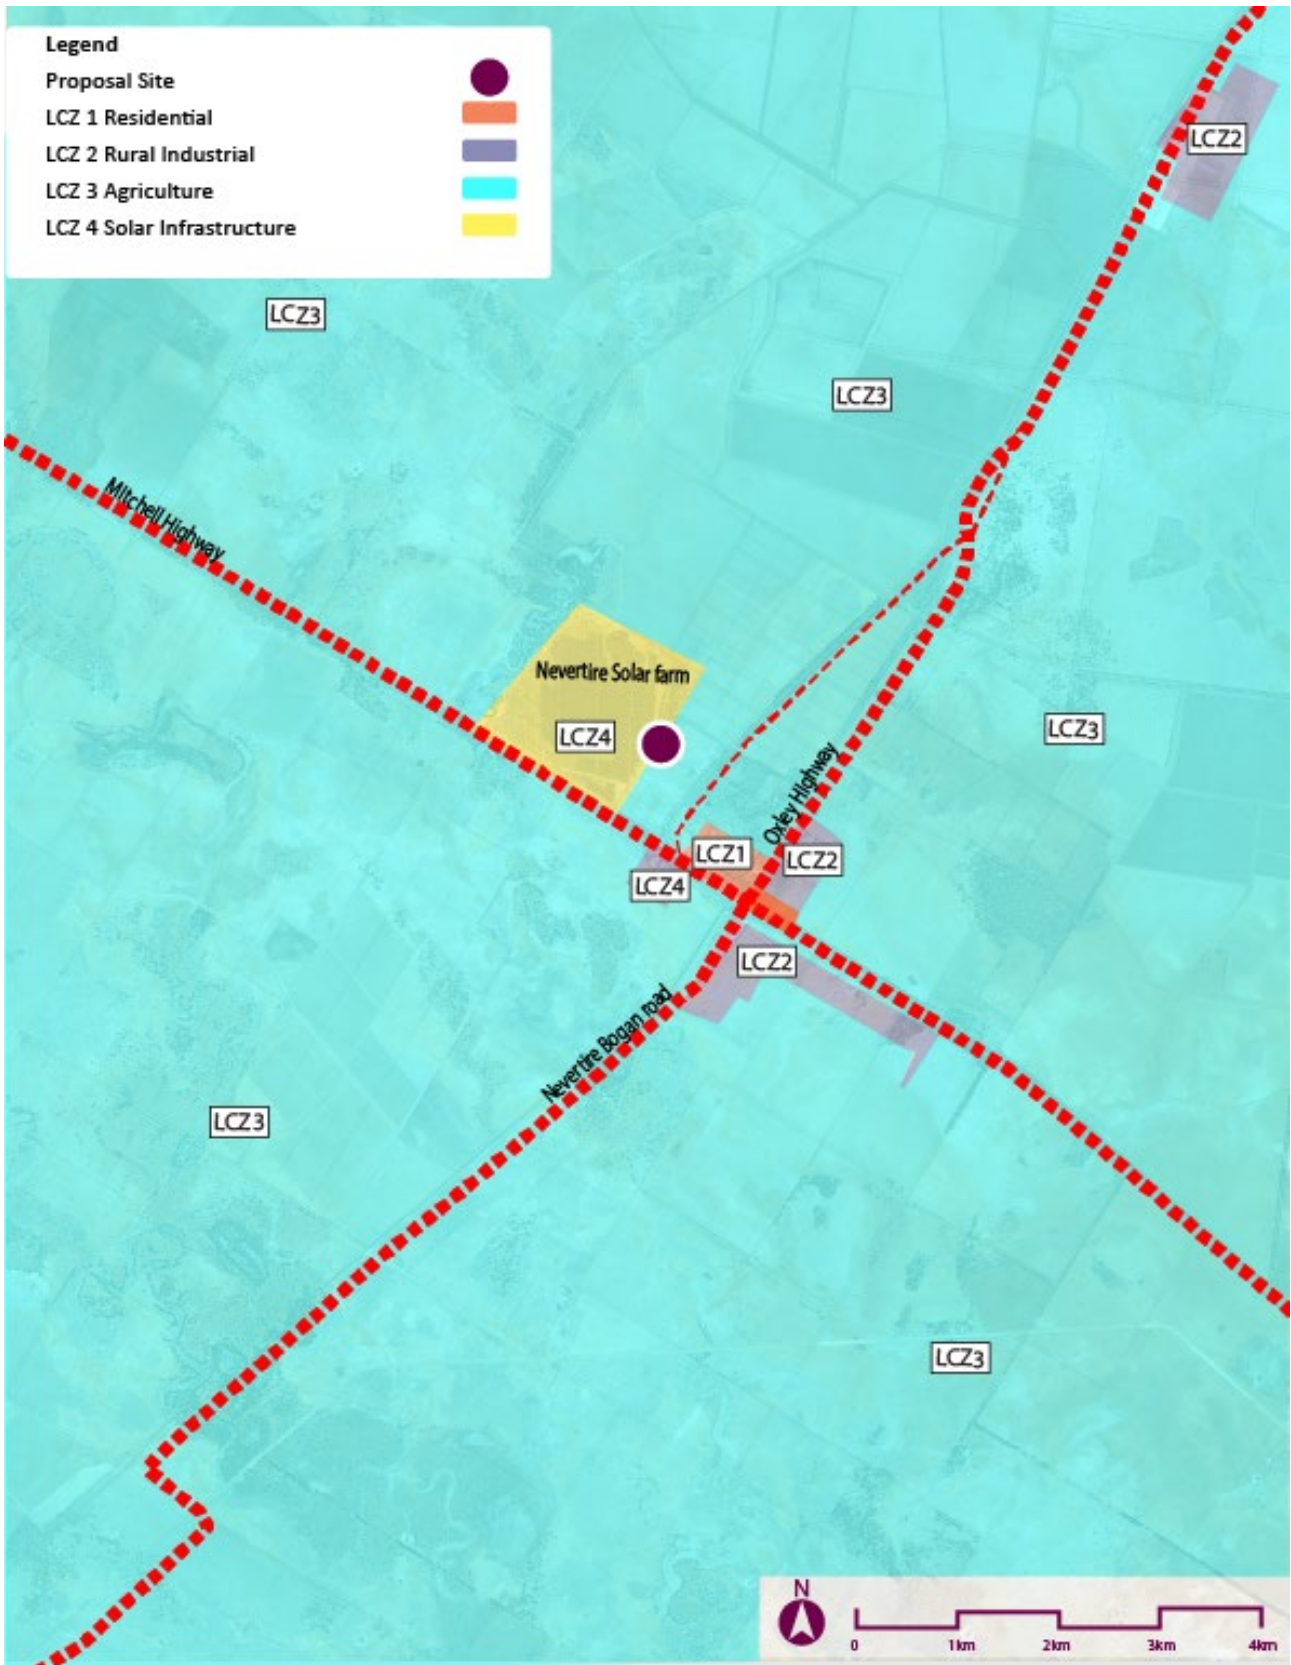 Legend
Proposal Site
LCZ 1 Residential
LCZ 2 Rural Industrial
LCZ 3 Agriculture
LCZ 4 Solar Infrastructure
LCZ2
LCZ3
LCZ3
Mitchell Highway
Nevertire Solar farm
LCZ4
LCZ3
Oxley Highway
LCZ1
LCZ2
LCZ4
LCZ2
Nevertire Bogan road
LCZ3
LCZ3
N
0 1km 2km 3km 4km